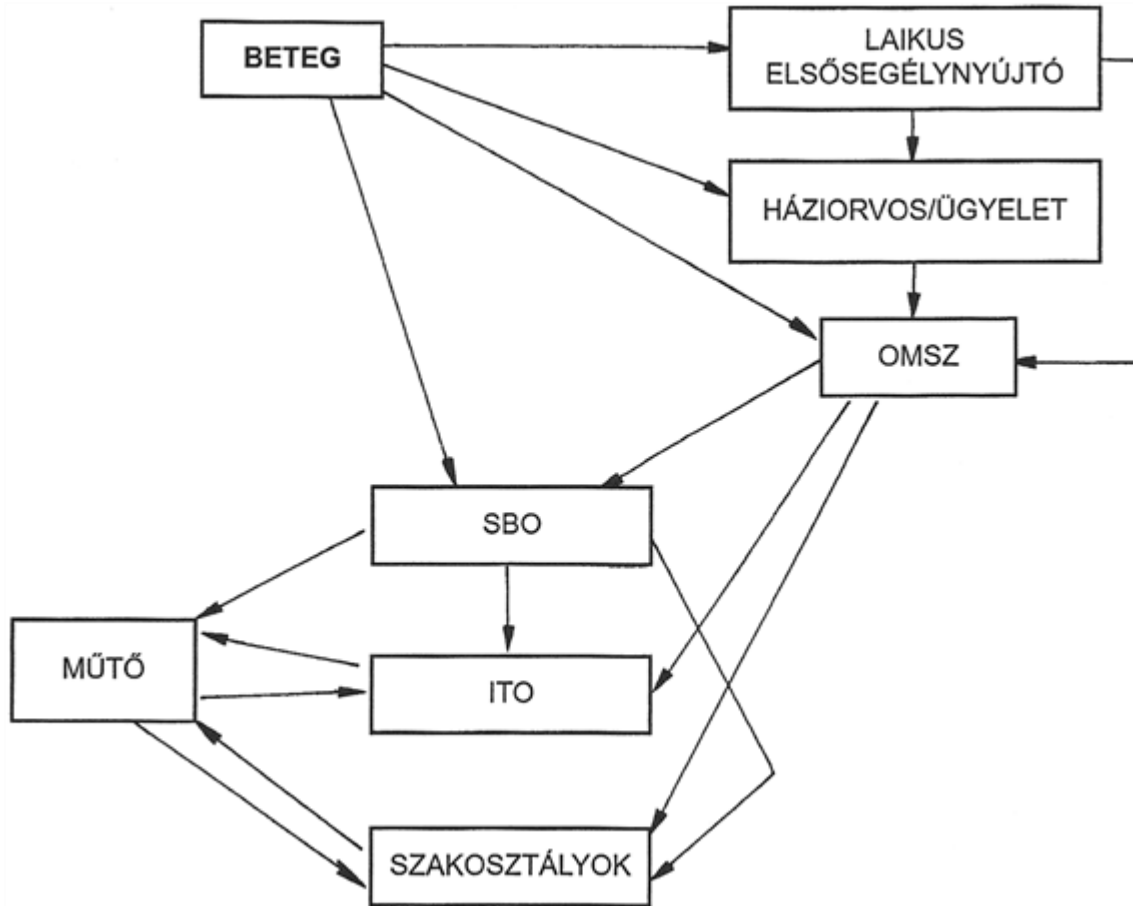 BETEG
LAIKUS
ELSŐSEGÉLYNYÚJTÓ
HÁZIORVOS/ÜGYELET
OMSZ
SBO
MŰTŐ
ITO
SZAKOSZTÁLYOK